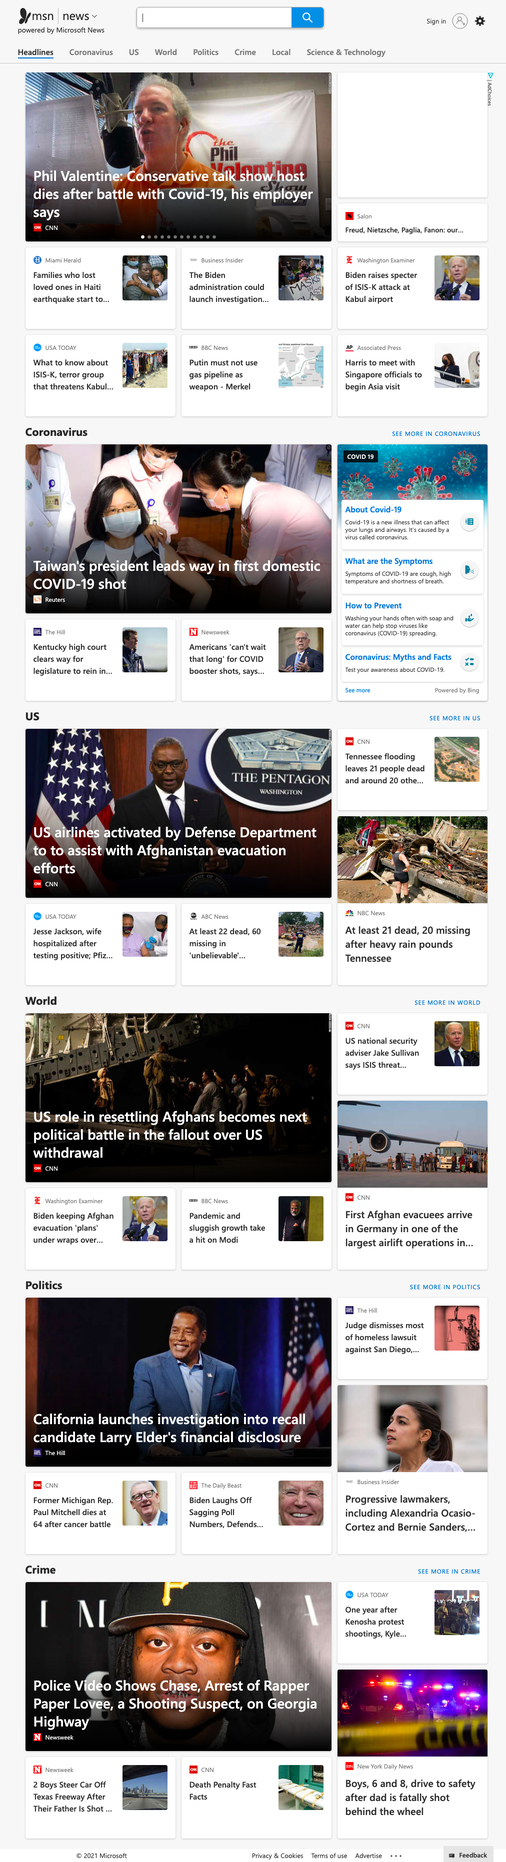 msn news
powered by Microsoft News
Sign in
Headlines Coronavirus US World Politics Crime Local Science & Technology
the
Phil
Valentine
Show
Phil Valentine: Conservative talk show host
dies after battle with Covid-19, his employer
says
CNN
AdChoices
Salon
Freud, Nietzsche, Paglia, Fanon: our...
Miami Herald
Families who lost
loved ones in Haiti
earthquake start to...
Business Insider
The Biden
administration could
launch investigation...
Washington Examiner
Biden raises specter
of ISIS-K attack at
Kabul airport
USA TODAY
What to know about
ISIS-K, terror group
that threatens Kabul...
BBC News
Putin must not use
gas pipeline as
weapon - Merkel
Associated Press
Harris to meet with
Singapore officials to
begin Asia visit
Coronavirus
SEE MORE IN CORONAVIRUS
Taiwan's president leads way in first domestic
COVID-19 shot
Reuters
COVID 19
About Covid-19
Covid-19 is a new illness that can affect
your lungs and airways. It's caused by a
virus called coronavirus.
What are the Symptoms
Symptoms of COVID-19 are cough, high
temperature and shortness of breath.
How to Prevent
Washing your hands often with soap and
water can help stop viruses like
coronavirus (COVID-19) spreading.
Coronavirus: Myths and Facts
Test your awareness about COVID-19.
See more
Powered by Bing
The Hill
Kentucky high court
clears way for
legislature to rein in...
Newsweek
Americans 'can't wait
that long' for COVID
booster shots, says...
US
SEE MORE IN US
THE PENTAGON
WASHINGTON
US airlines activated by Defense Department
to to assist with Afghanistan evacuation
efforts
CNN
CNN
Tennessee flooding
leaves 21 people dead
and around 20 othe...
NBC News
At least 21 dead, 20 missing
after heavy rain pounds
Tennessee
USA TODAY
Jesse Jackson, wife
hospitalized after
testing positive; Pfiz...
ABC News
At least 22 dead, 60
missing in
'unbelievable'...
World
SEE MORE IN WORLD
US role in resettling Afghans becomes next
political battle in the fallout over US
withdrawal
CNN
CNN
US national security
adviser Jake Sullivan
says ISIS threat...
CNN
First Afghan evacuees arrive
in Germany in one of the
largest airlift operations in...
Washington Examiner
Biden keeping Afghan
evacuation 'plans'
under wraps over...
BBC News
Pandemic and
sluggish growth take
a hit on Modi
Politics
SEE MORE IN POLITICS
California launches investigation into recall
candidate Larry Elder's financial disclosure
The Hill
The Hill
Judge dismisses most
of homeless lawsuit
against San Diego,...
Business Insider
Progressive lawmakers,
including Alexandria Ocasio-
Cortez and Bernie Sanders,...
CNN
Former Michigan Rep.
Paul Mitchell dies at
64 after cancer battle
The Daily Beast
Biden Laughs Off
Sagging Poll
Numbers, Defends...
Crime
SEE MORE IN CRIME
Police Video Shows Chase, Arrest of Rapper
Paper Lovee, a Shooting Suspect, on Georgia
Highway
Newsweek
USA TODAY
One year after
Kenosha protest
shootings, Kyle...
New York Daily News
Boys, 6 and 8, drive to safety
after dad is fatally shot
behind the wheel
Newsweek
2 Boys Steer Car Off
Texas Freeway After
Their Father Is Shot ...
CNN
Death Penalty Fast
Facts
© 2021 Microsoft
Privacy & Cookies Terms of use Advertise ...
Feedback